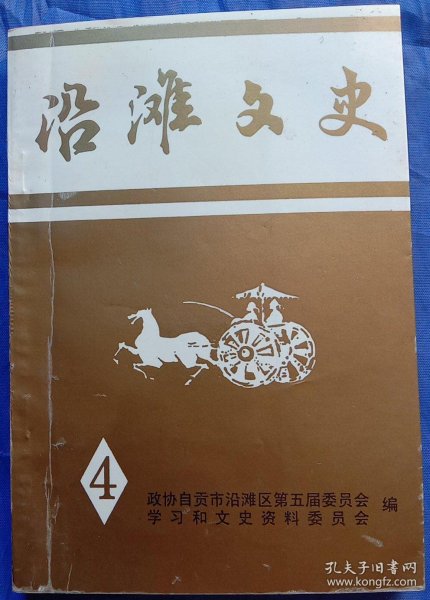 沿滩文史
4
政协自贡市沿滩区第五届委员会
学习和文史资料委员会
编
孔夫子旧书网
www.kongfz.com